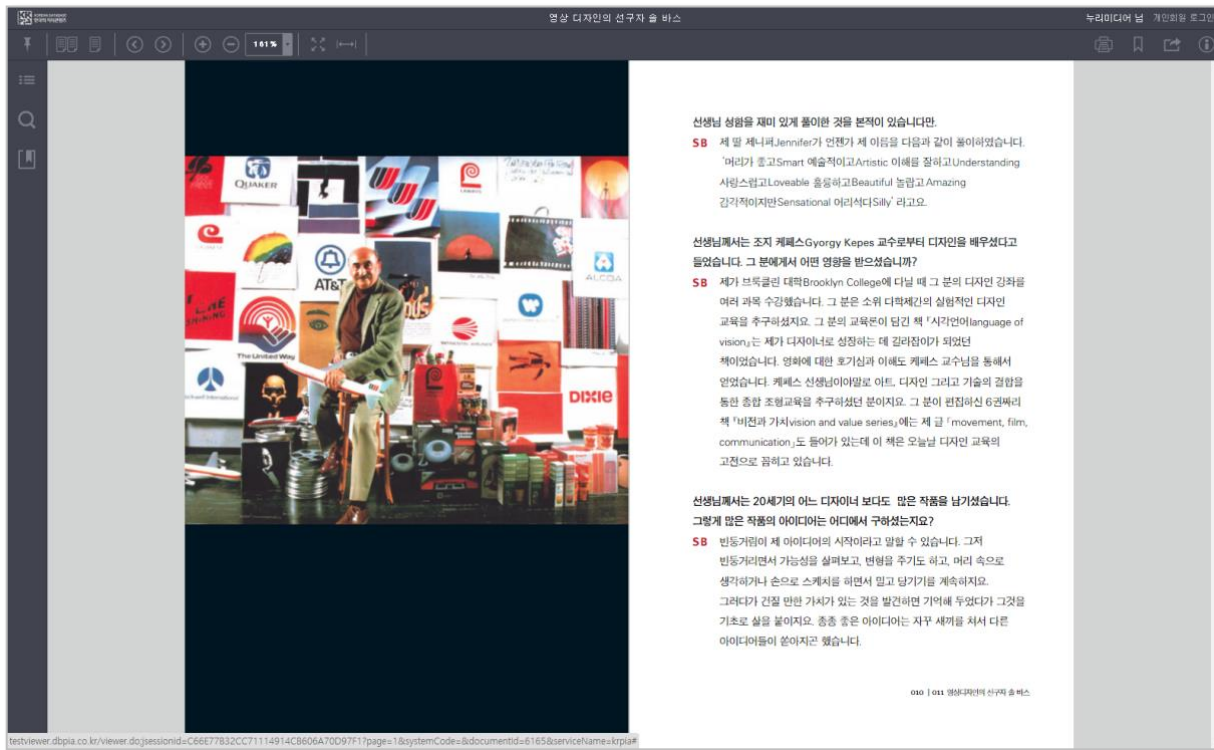 KOREAN DATABASE
한국의 지식콘텐츠
영상 디자인의 선구자 솔 바스
누리미디어 님 개인회원 로그인
161%
QUAKER
LAWRY'S
AT&T
ALCOA
The United Way
Rockwell International
DIXIE
선생님 성함을 재미 있게 풀이한 것을 본적이 있습니다만.
SB 제 딸 제니퍼Jennifer가 언젠가 제 이름을 다음과 같이 풀이하였습니다.
'머리가 좋고Smart 예술적이고Artistic 이해를 잘하고Understanding
사랑스럽고Loveable 훌륭하고Beautiful 놀랍고Amazing
감각적이지만Sensational 어리석다Silly' 라고요.
선생님께서는 조지 케페스Gyorgy Kepes 교수로부터 디자인을 배우셨다고
들었습니다. 그 분에게서 어떤 영향을 받으셨습니까?
SB 제가 브룩클린 대학Brooklyn College에 다닐 때 그 분의 디자인 강좌를
여러 과목 수강했습니다. 그 분은 소위 다학제간의 실험적인 디자인
교육을 추구하셨지요. 그 분의 교육론이 담긴 책 『시각언어language of
vision』는 제가 디자이너로 성장하는 데 길라잡이가 되었던
책이었습니다. 영화에 대한 호기심과 이해도 케페스 교수님을 통해서
얻었습니다. 케페스 선생님이야말로 아트, 디자인 그리고 기술의 결합을
통한 종합 조형교육을 추구하셨던 분이지요. 그 분이 편집하신 6권짜리
책 『비전과 가치vision and value series』에는 제 글 「movement, film,
communication」도 들어가 있는데 이 책은 오늘날 디자인 교육의
고전으로 꼽히고 있습니다.
선생님께서는 20세기의 어느 디자이너 보다도 많은 작품을 남기셨습니다.
그렇게 많은 작품의 아이디어는 어디에서 구하셨는지요?
SB 빈둥거림이 제 아이디어의 시작이라고 말할 수 있습니다. 그저
빈둥거리면서 가능성을 살펴보고, 변형을 주기도 하고, 머리 속으로
생각하거나 손으로 스케치를 하면서 밀고 당기기를 계속하지요.
그러다가 건질 만한 가치가 있는 것을 발견하면 기억해 두었다가 그것을
기초로 살을 붙이지요. 종종 좋은 아이디어는 자꾸 새끼를 쳐서 다른
아이디어들이 쏟아지곤 했습니다.
010 | 011 영상디자인의 선구자 솔 바스
testviewer.dbpia.co.kr/viewer.do;jsessionid=C66E77B32CC71114914CB606A70D97F1?page=1&systemCode=&documentid=6165&serviceName=krpia#